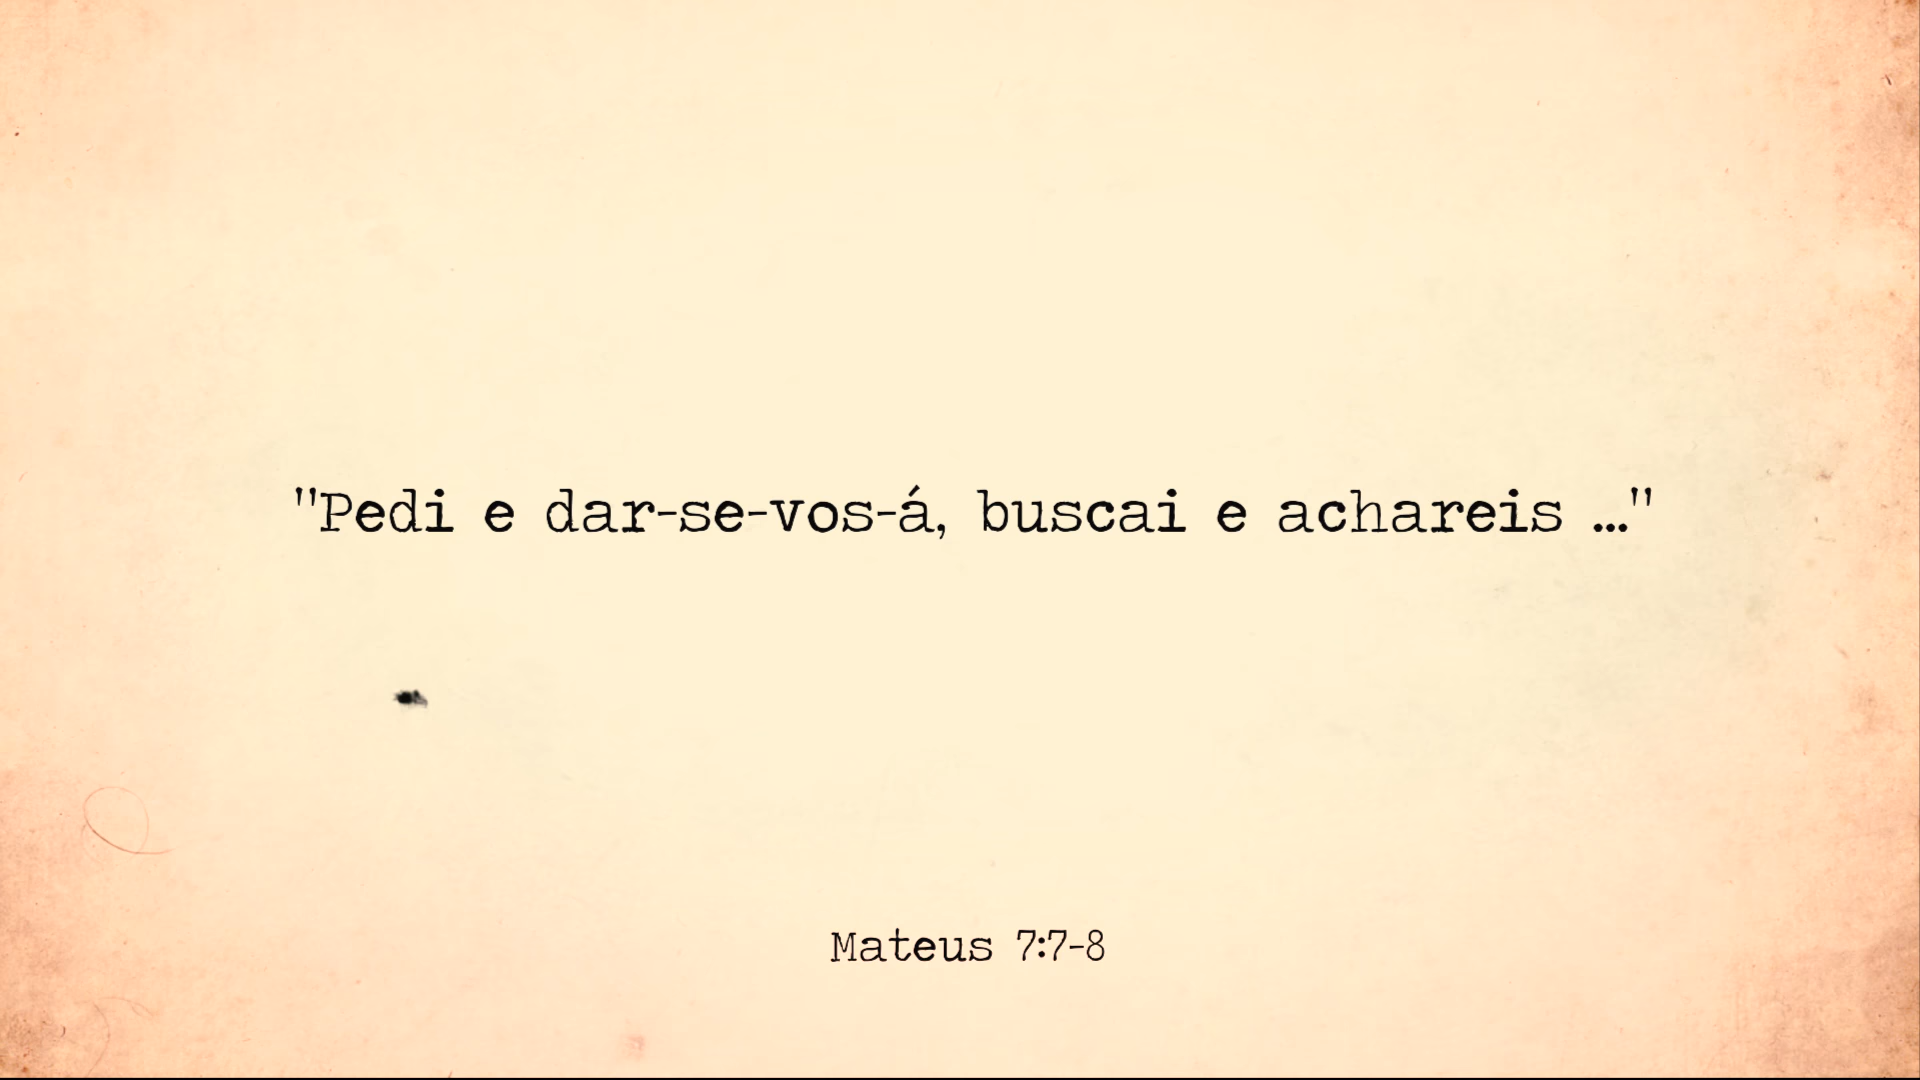 "Pedi e dar-se-vos-á, buscai e achareis ..."
Mateus 7:7-8